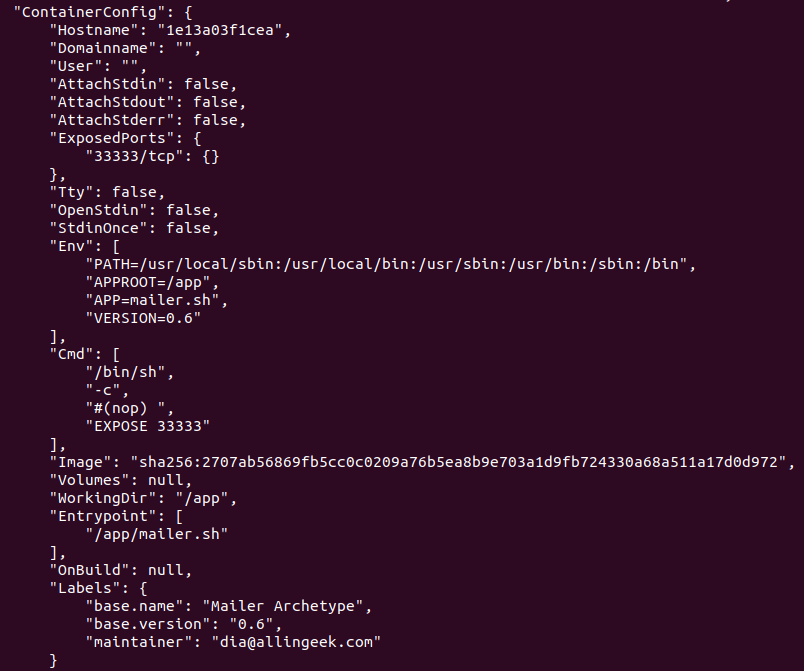 "ContainerConfig": {
"Hostname": "1e13a03f1cea",
"Domainname": "",
"User": "",
"AttachStdin": false,
"AttachStdout": false,
"AttachStderr": false,
"ExposedPorts": {
"33333/tcp": {}
},
"Tty": false,
"OpenStdin": false,
"StdinOnce": false,
"Env": [
"PATH=/usr/local/sbin:/usr/local/bin:/usr/sbin:/usr/bin:/sbin:/bin",
"APPROOT=/app",
"APP=mailer.sh",
"VERSION=0.6"
],
"Cmd": [
"/bin/sh",
"-c",
"#(nop) ",
"EXPOSE 33333"
],
"Image": "sha256:2707ab56869fb5cc0c0209a76b5ea8b9e703a1d9fb724330a68a511a17d0d972",
"Volumes": null,
"WorkingDir": "/app",
"Entrypoint": [
"/app/mailer.sh"
],
"OnBuild": null,
"Labels": {
"base.name": "Mailer Archetype",
"base.version": "0.6",
"maintainer": "dia@allingeek.com"
}